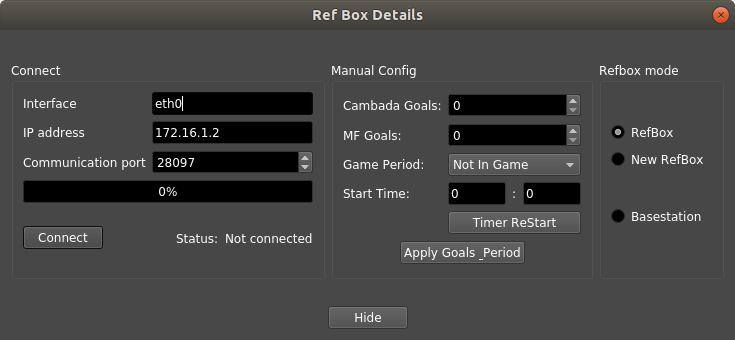 Ref Box Details
Connect
Interface
eth0
IP address
172.16.1.2
Communication port
28097
0%
Connect
Status: Not connected
Manual Config
Cambada Goals:
0
MF Goals:
0
Game Period:
Not In Game
Start Time:
0
:
0
Timer ReStart
Apply Goals _Period
Refbox mode
RefBox
New RefBox
Basestation
Hide